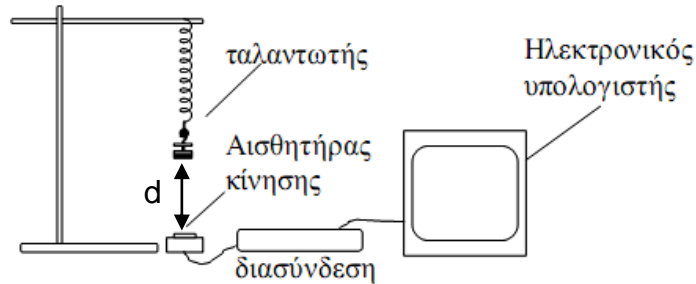 ταλαντωτής
Ηλεκτρονικός
υπολογιστής
Αισθητήρας
κίνησης
d
διασύνδεση